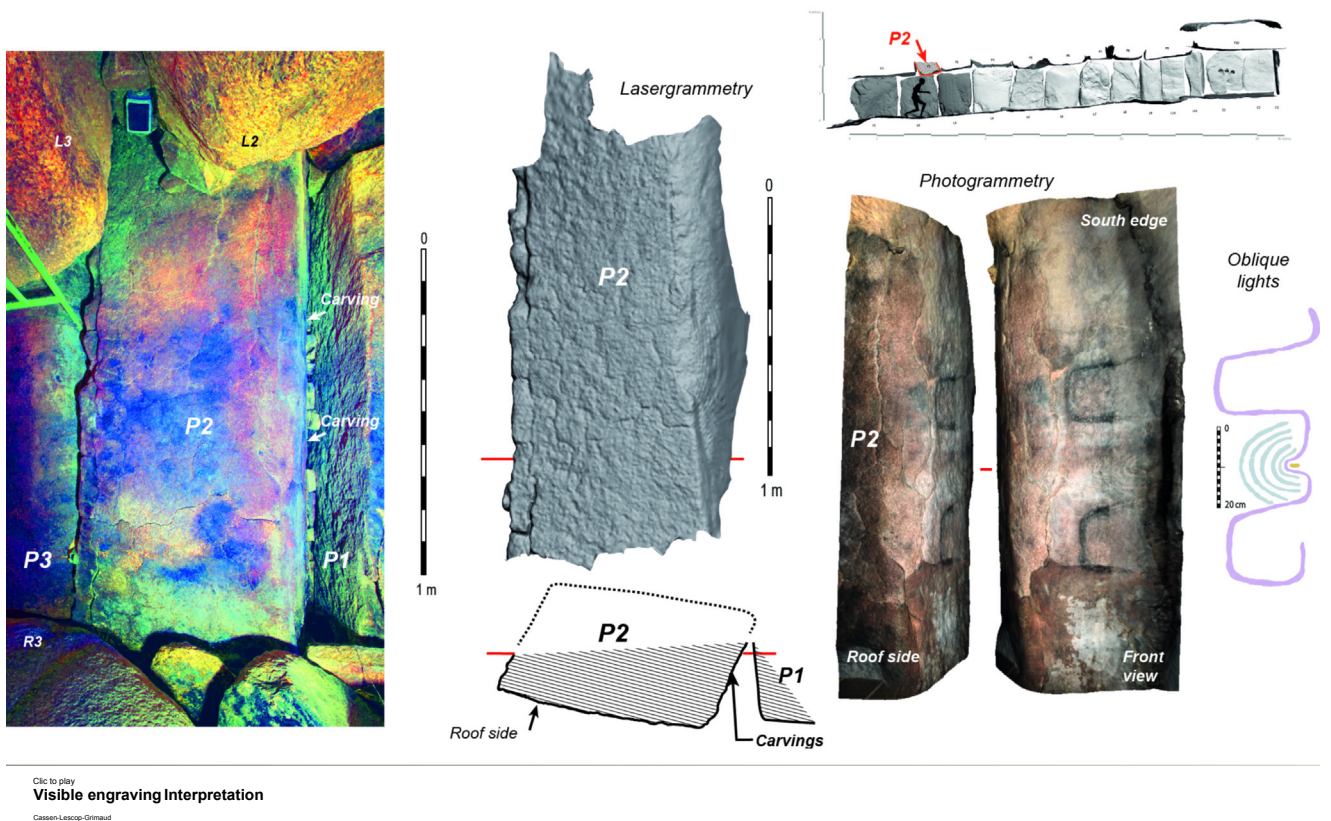 L3
L2
Carving
Carving
P2
P3
P1
R3
0
1 m
Lasergrammetry
P2
0
1 m
P2
P1
Roof side
Carvings
P2
Photogrammetry
South edge
P2
Roof side
Front
view
Oblique
lights
0
20 cm
Clic to play
Visible engraving Interpretation
Cassen-Lescop-Grimaud